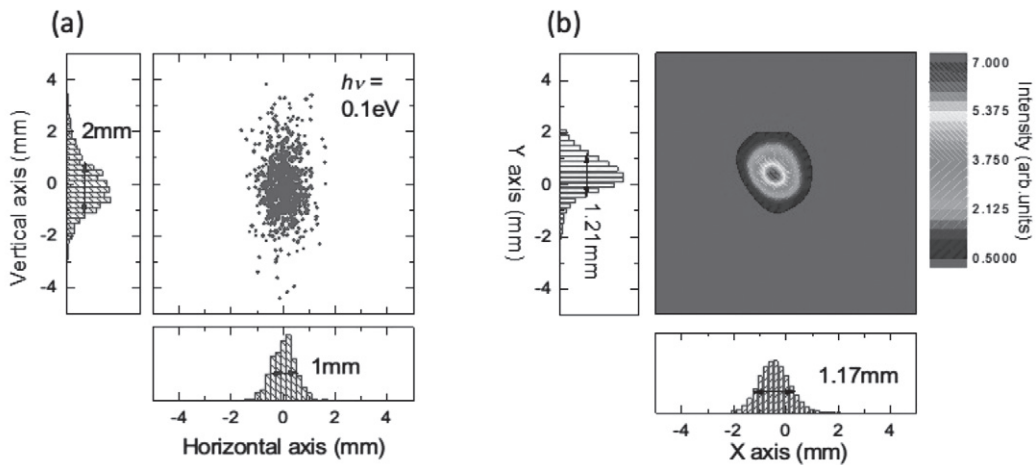 (a)
hν =
0.1eV
2mm
Vertical axis (mm)
4
2
0
-2
-4
1mm
-4 -2 0 2 4
Horizontal axis (mm)
(b)
1.21mm
Y axis (mm)
4
2
0
-2
-4
7.000
5.375
3.750
2.125
0.5000
Intensity (arb.units)
1.17mm
-4 -2 0 2 4
X axis (mm)